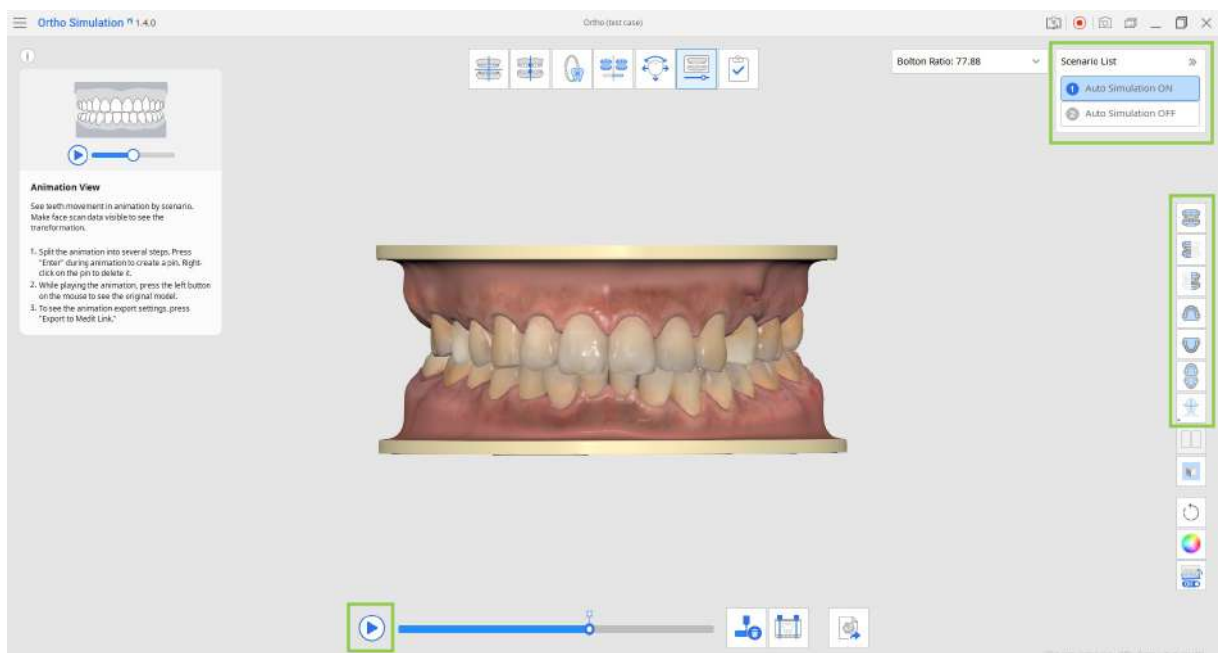 Ortho Simulation 1.4.0
Ortho (test case)
Bolton Ratio: 77.88
Scenario List
1 Auto Simulation ON
2 Auto Simulation OFF
Animation View
See teeth movement in animation by scenario.
Make face scan data visible to see the
transformation.
1. Split the animation into several steps. Press
"Enter" during animation to create a pin. Right-
click on the pin to delete it.
2. While playing the animation, press the left button
on the mouse to see the original model.
3. To see the animation export settings, press
"Export to Medit Link."